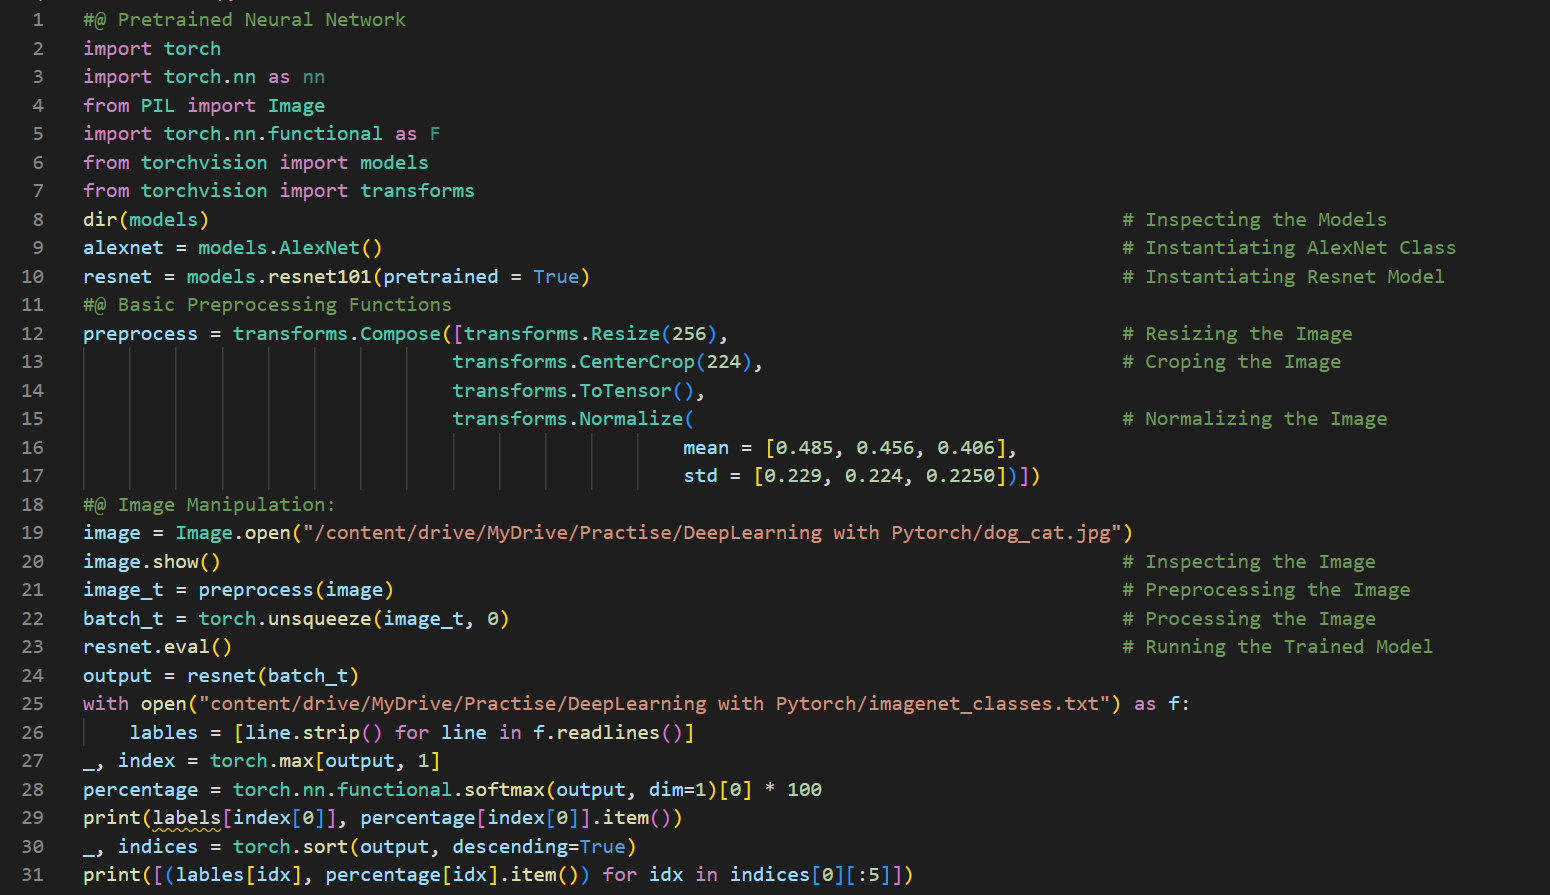 1 #@ Pretrained Neural Network
2 import torch
3 import torch.nn as nn
4 from PIL import Image
5 import torch.nn.functional as F
6 from torchvision import models
7 from torchvision import transforms
8 dir(models) # Inspecting the Models
9 alexnet = models.AlexNet() # Instantiating AlexNet Class
10 resnet = models.resnet101(pretrained = True) # Instantiating Resnet Model
11 #@ Basic Preprocessing Functions
12 preprocess = transforms.Compose([transforms.Resize(256), # Resizing the Image
13 transforms.CenterCrop(224), # Croping the Image
14 transforms.ToTensor(),
15 transforms.Normalize( # Normalizing the Image
16 mean = [0.485, 0.456, 0.406],
17 std = [0.229, 0.224, 0.2250])])
18 #@ Image Manipulation:
19 image = Image.open("/content/drive/MyDrive/Practise/DeepLearning with Pytorch/dog_cat.jpg")
20 image.show() # Inspecting the Image
21 image_t = preprocess(image) # Preprocessing the Image
22 batch_t = torch.unsqueeze(image_t, 0) # Processing the Image
23 resnet.eval() # Running the Trained Model
24 output = resnet(batch_t)
25 with open("content/drive/MyDrive/Practise/DeepLearning with Pytorch/imagenet_classes.txt") as f:
26 lables = [line.strip() for line in f.readlines()]
27 _, index = torch.max[output, 1]
28 percentage = torch.nn.functional.softmax(output, dim=1)[0] * 100
29 print(labels[index[0]], percentage[index[0]].item())
30 _, indices = torch.sort(output, descending=True)
31 print([(lables[idx], percentage[idx].item()) for idx in indices[0][:5]])